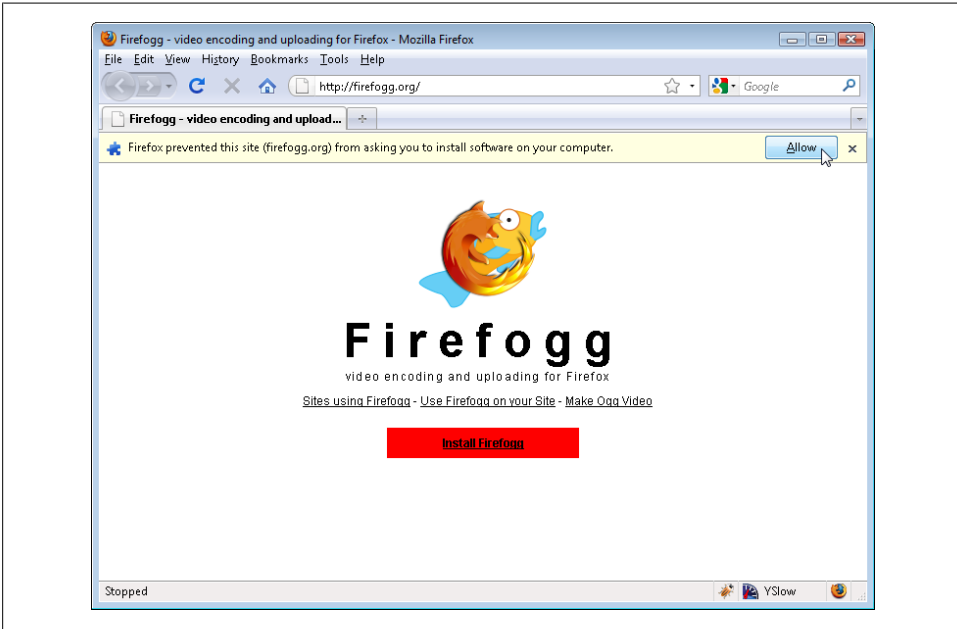 Firefogg - video encoding and uploading for Firefox - Mozilla Firefox
File Edit View History Bookmarks Tools Help
http://firefogg.org/ Google
Firefogg - video encoding and upload...
Firefox prevented this site (firefogg.org) from asking you to install software on your computer. Allow
Firefogg
video encoding and uploading for Firefox
Sites using Firefogg - Use Firefogg on your Site - Make Ogg Video
Install Firefogg
Stopped YSlow